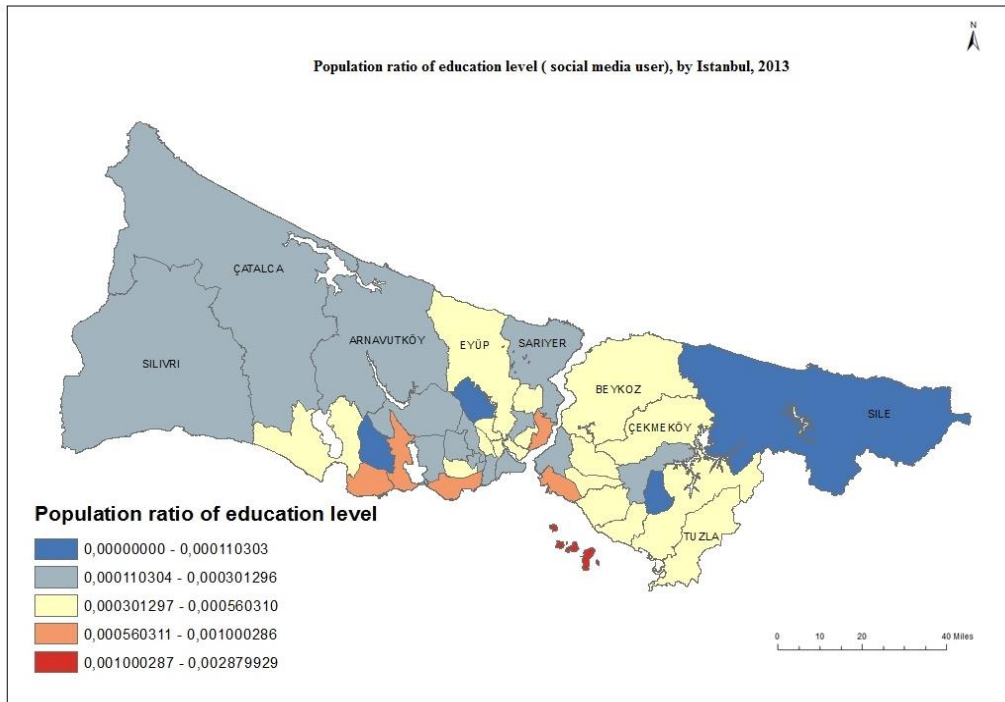 N
Population ratio of education level ( social media user), by Istanbul, 2013
ÇATALCA
SILIVRI
ARNAVUTKÖY
EYÜP
SARIYER
BEYKOZ
ÇEKMEKÖY
SILE
TUZLA
Population ratio of education level
0,00000000 - 0,000110303
0,000110304 - 0,000301296
0,000301297 - 0,000560310
0,000560311 - 0,001000286
0,001000287 - 0,002879929
0 10 20 40 Miles